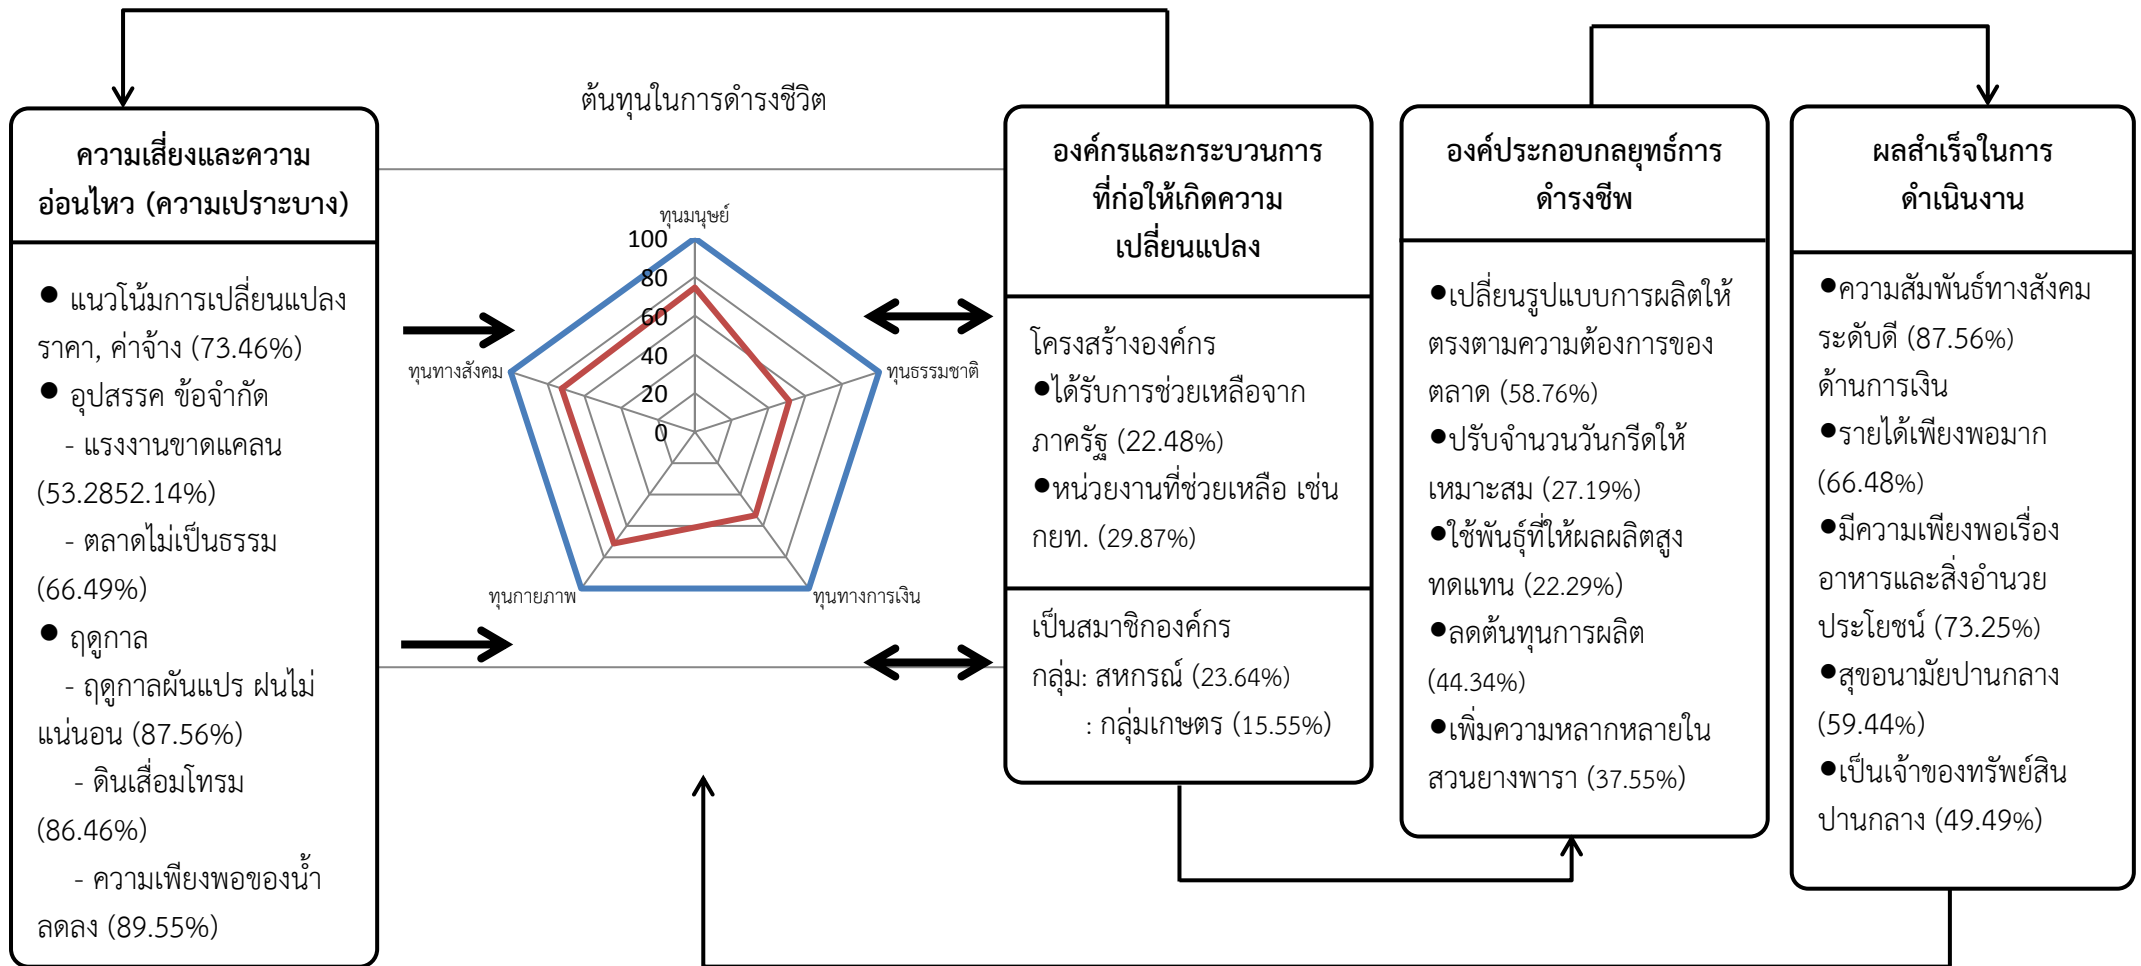 ต้นทุนในการดำรงชีวิต
ความเสี่ยงและความ
อ่อนไหว (ความเปราะบาง)
● แนวโน้มการเปลี่ยนแปลง
ราคา, ค่าจ้าง (73.46%)
● อุปสรรค ข้อจำกัด
- แรงงานขาดแคลน
(53.2852.14%)
- ตลาดไม่เป็นธรรม
(66.49%)
● ฤดูกาล
- ฤดูกาลผันแปร ฝนไม่
แน่นอน (87.56%)
- ดินเสื่อมโทรม
(86.46%)
- ความเพียงพอของน้ำ
ลดลง (89.55%)
ทุนมนุษย์
100
80
60
40
20
0
ทุนทางสังคม
ทุนธรรมชาติ
ทุนกายภาพ
ทุนทางการเงิน
องค์กรและกระบวนการ
ที่ก่อให้เกิดความ
เปลี่ยนแปลง
โครงสร้างองค์กร
●ได้รับการช่วยเหลือจาก
ภาครัฐ (22.48%)
●หน่วยงานที่ช่วยเหลือ เช่น
กยท. (29.87%)
เป็นสมาชิกองค์กร
กลุ่ม: สหกรณ์ (23.64%)
: กลุ่มเกษตร (15.55%)
องค์ประกอบกลยุทธ์การ
ดำรงชีพ
●เปลี่ยนรูปแบบการผลิตให้
ตรงตามความต้องการของ
ตลาด (58.76%)
●ปรับจำนวนวันกรีดให้
เหมาะสม (27.19%)
●ใช้พันธุ์ที่ให้ผลผลิตสูง
ทดแทน (22.29%)
●ลดต้นทุนการผลิต
(44.34%)
●เพิ่มความหลากหลายใน
สวนยางพารา (37.55%)
ผลสำเร็จในการ
ดำเนินงาน
●ความสัมพันธ์ทางสังคม
ระดับดี (87.56%)
ด้านการเงิน
●รายได้เพียงพอมาก
(66.48%)
●มีความเพียงพอเรื่อง
อาหารและสิ่งอำนวย
ประโยชน์ (73.25%)
●สุขอนามัยปานกลาง
(59.44%)
●เป็นเจ้าของทรัพย์สิน
ปานกลาง (49.49%)